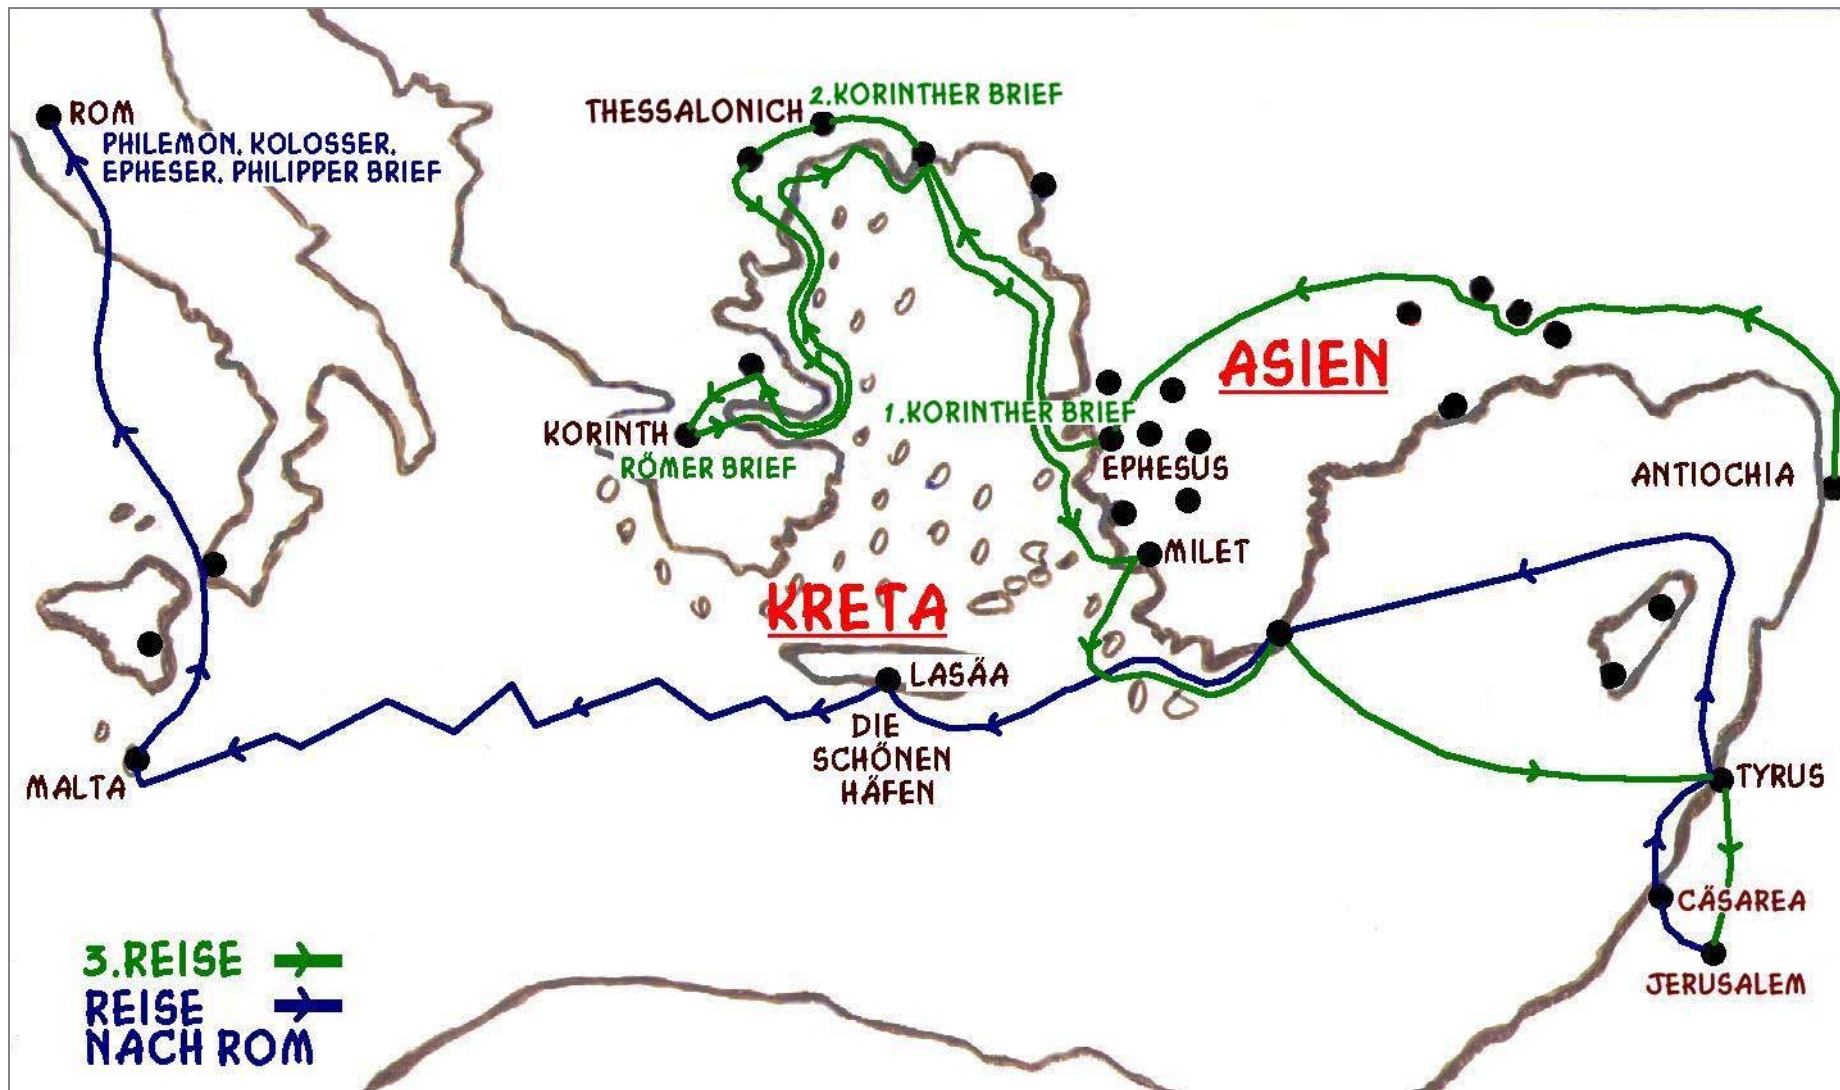 ROM
PHILEMON, KOLOSSER,
EPHESER, PHILIPPER BRIEF
THESSALONICH
2.KORINTHER BRIEF
ASIEN
1.KORINTHER BRIEF
KORINTH
RÖMER BRIEF
EPHESUS
ANTIOCHIA
MILET
KRETA
LASÄA
DIE
SCHÖNEN
HÄFEN
MALTA
TYRUS
CÄSAREA
JERUSALEM
3.REISE
REISE
NACH ROM